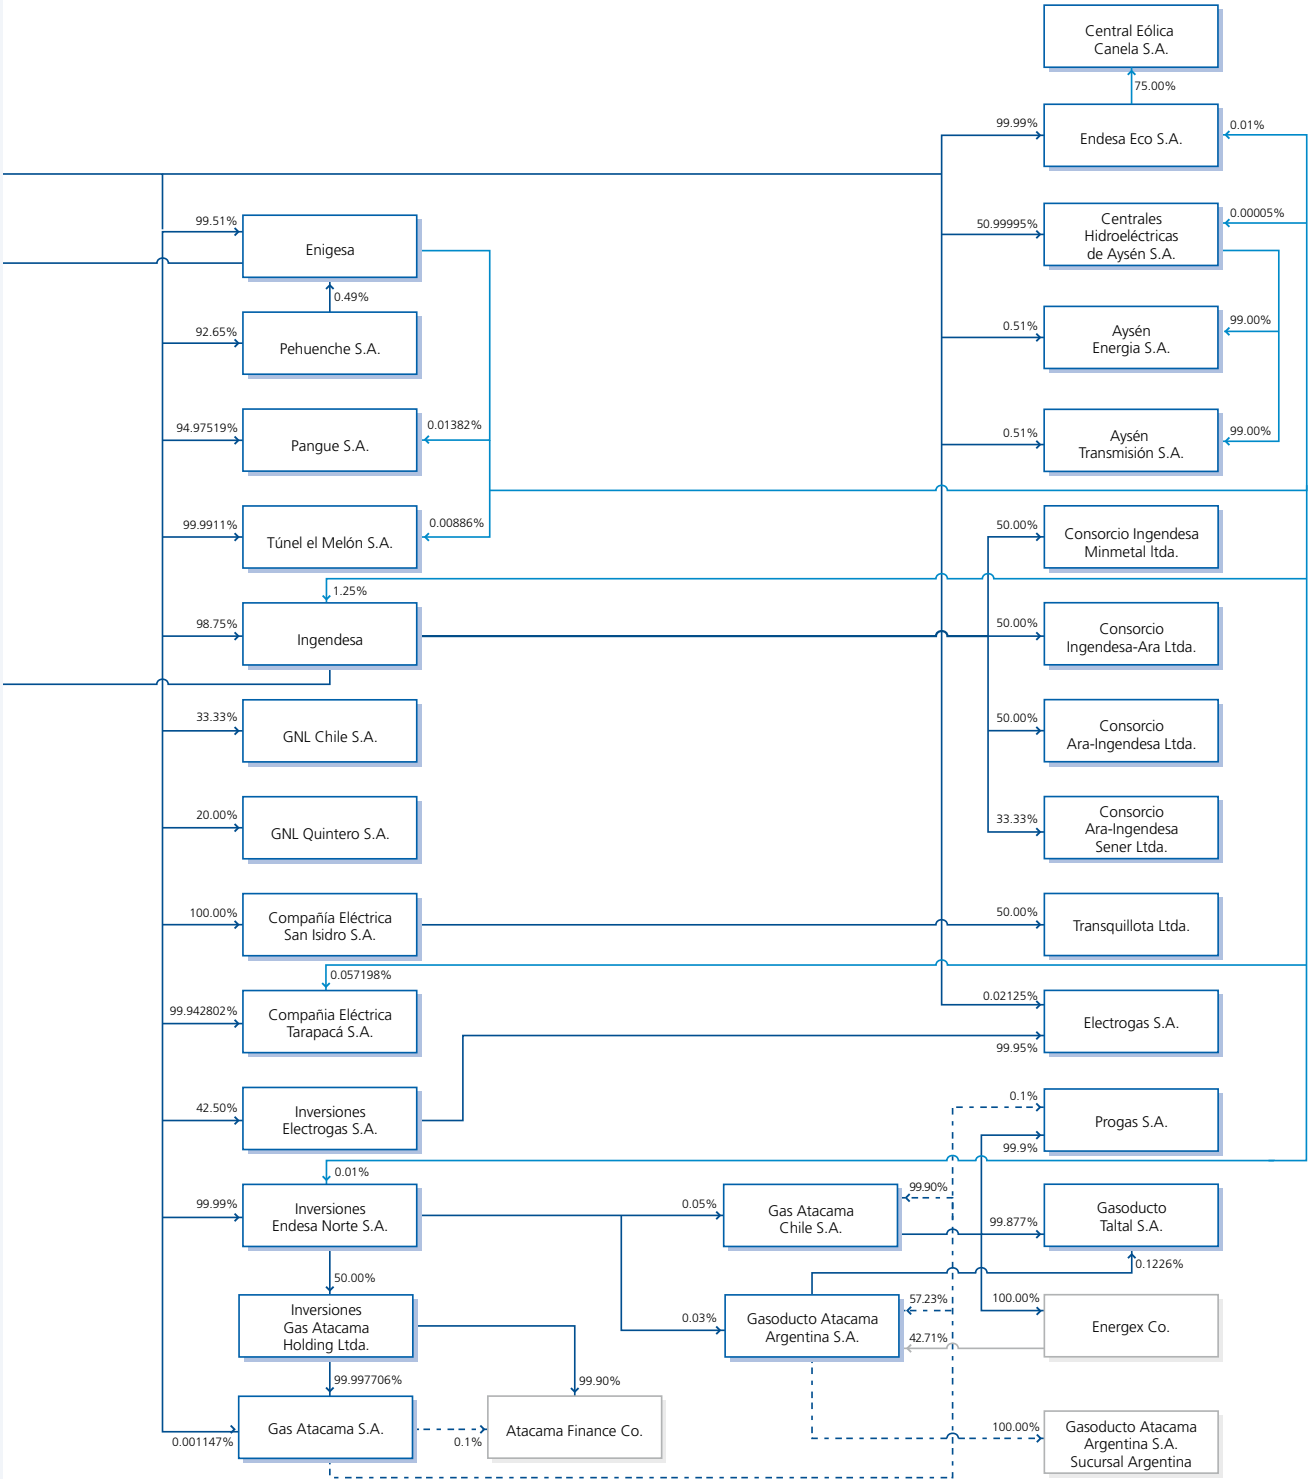 Central Eólica
Canela S.A.
75.00%
99.99%
Endesa Eco S.A.
0.01%
99.51%
Enigesa
50.99995%
Centrales
Hidroeléctricas
de Aysén S.A.
0.00005%
0.49%
92.65%
Pehuenche S.A.
0.51%
Aysén
Energia S.A.
99.00%
94.97519%
Pangue S.A.
0.01382%
0.51%
Aysén
Transmisión S.A.
99.00%
99.9911%
Túnel el Melón S.A.
0.00886%
50.00%
Consorcio Ingendesa
Minmetal ltda.
1.25%
98.75%
Ingendesa
50.00%
Consorcio
Ingendesa-Ara Ltda.
33.33%
GNL Chile S.A.
50.00%
Consorcio
Ara-Ingendesa Ltda.
20.00%
GNL Quintero S.A.
33.33%
Consorcio
Ara-Ingendesa
Sener Ltda.
100.00%
Compañía Eléctrica
San Isidro S.A.
50.00%
Transquillota Ltda.
0.057198%
99.942802%
Compañia Eléctrica
Tarapacá S.A.
0.02125%
Electrogas S.A.
99.95%
42.50%
Inversiones
Electrogas S.A.
0.1%
Progas S.A.
99.9%
0.01%
99.99%
Inversiones
Endesa Norte S.A.
0.05%
Gas Atacama
Chile S.A.
99.90%
99.877%
Gasoducto
Taltal S.A.
0.1226%
50.00%
Inversiones
Gas Atacama
Holding Ltda.
0.03%
Gasoducto Atacama
Argentina S.A.
57.23%
42.71%
100.00%
Energex Co.
99.997706%
99.90%
0.001147%
Gas Atacama S.A.
0.1%
Atacama Finance Co.
100.00%
Gasoducto Atacama
Argentina S.A.
Sucursal Argentina